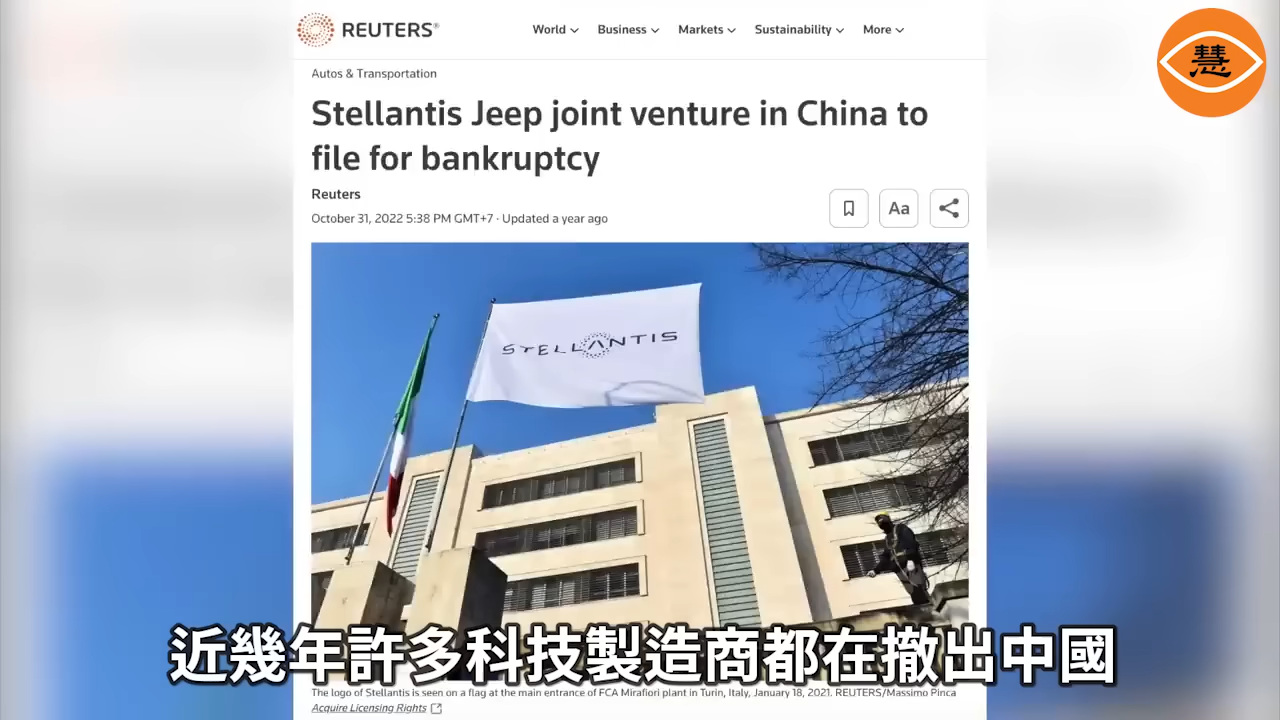 REUTERS®
World
Business
Markets
Sustainability
More
慧
Autos & Transportation
Stellantis Jeep joint venture in China to
file for bankruptcy
Reuters
October 31, 2022 5:38 PM GMT+7 · Updated a year ago
Aa
STELLANTIS
近幾年許多科技製造商都在撤出中國
The logo of Stellantis is seen on a flag at the main entrance of FCA Mirafiori plant in Turin, Italy, January 18, 2021. REUTERS/Massimo Pinca
Acquire Licensing Rights